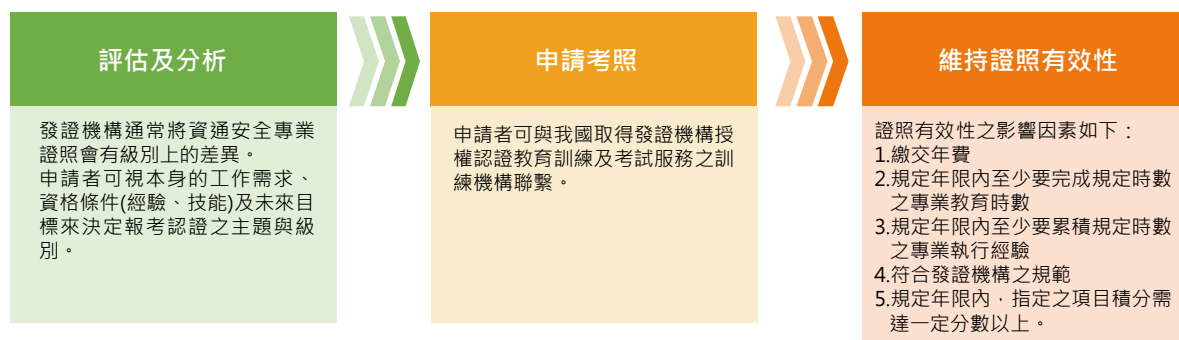 評估及分析
發證機構通常將資通安全專業
證照會有級別上的差異。
申請者可視本身的工作需求、
資格條件(經驗、技能)及未來目
標來決定報考認證之主題與級
別。
申請考照
申請者可與我國取得發證機構授
權認證教育訓練及考試服務之訓
練機構聯繫。
維持證照有效性
證照有效性之影響因素如下：
1.繳交年費
2.規定年限內至少要完成規定時數
之專業教育時數
3.規定年限內至少要累積規定時數
之專業執行經驗
4.符合發證機構之規範
5.規定年限內，指定之項目積分需
達一定分數以上。